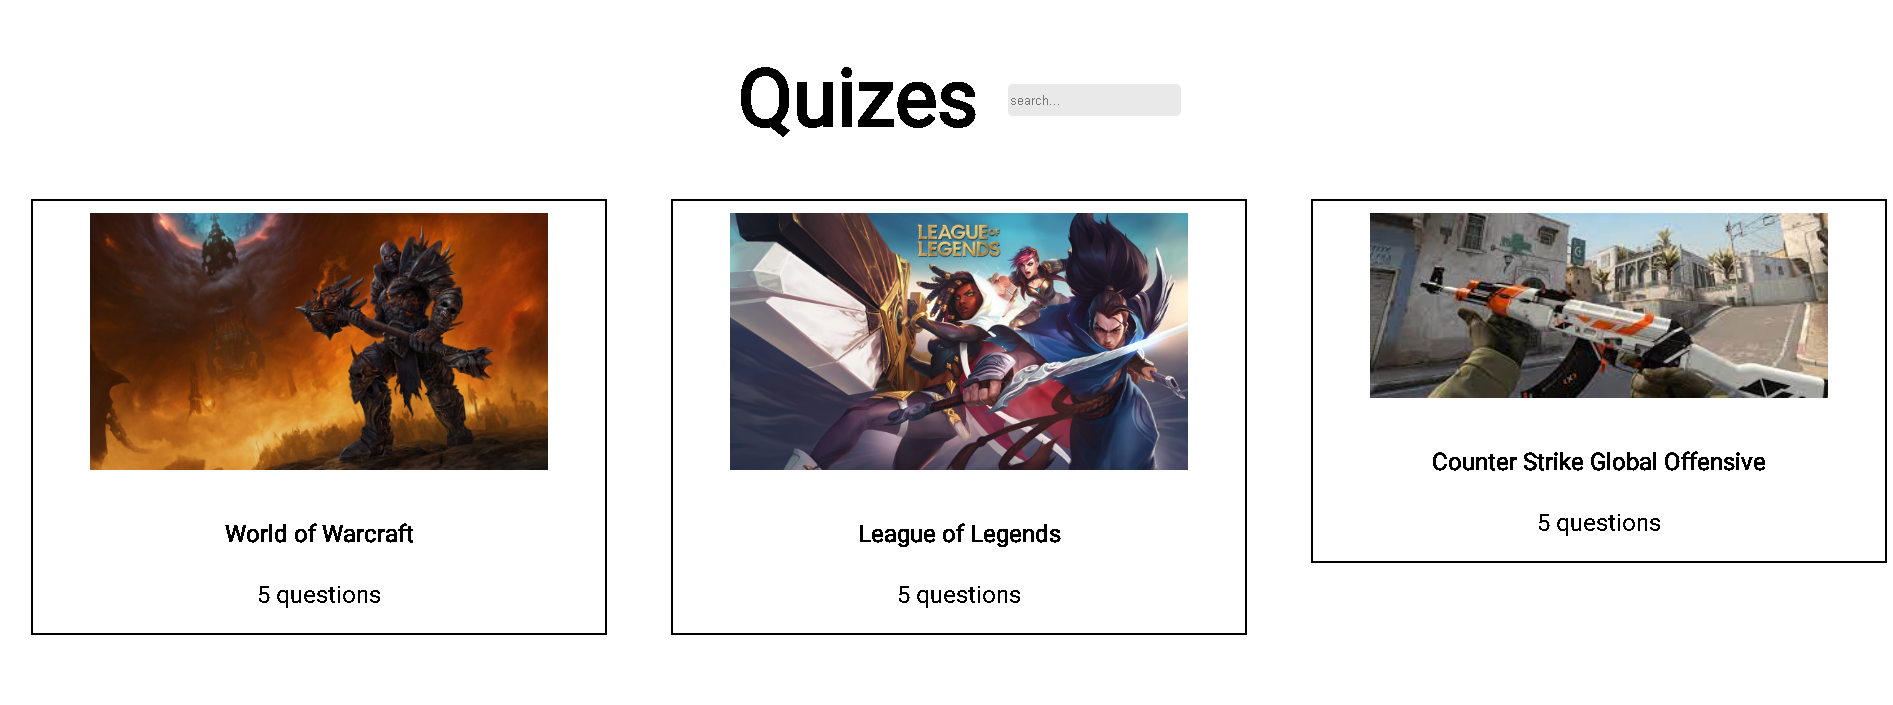 Quizes
search...
LEAGUE OF
LEGENDS
World of Warcraft
5 questions
League of Legends
5 questions
Counter Strike Global Offensive
5 questions